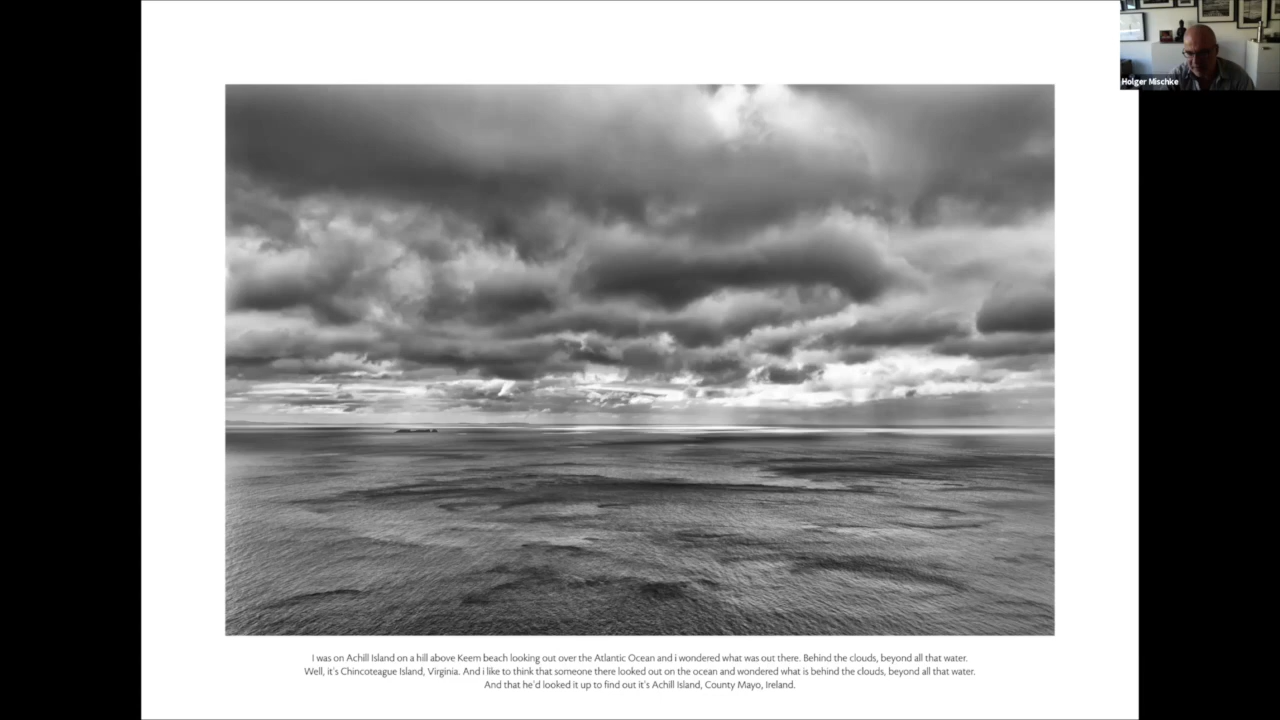 Holger Mischke
I was on Achill Island on a hill above Keem beach looking out over the Atlantic Ocean and i wondered what was out there. Behind the clouds, beyond all that water.
Well, it's Chincoteague Island, Virginia. And i like to think that someone there looked out on the ocean and wondered what is behind the clouds, beyond all that water.
And that he'd looked it up to find out it's Achill Island, County Mayo, Ireland.